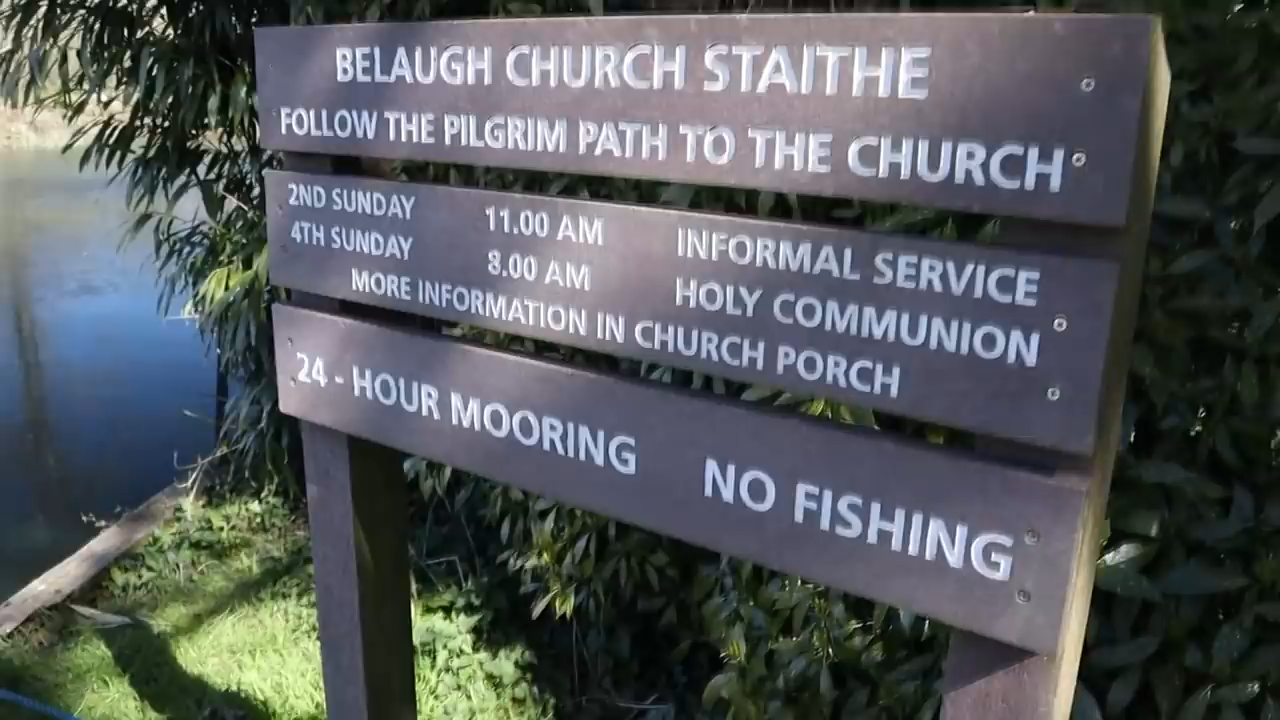 BELAUGH CHURCH STAITHE
FOLLOW THE PILGRIM PATH TO THE CHURCH
2ND SUNDAY 11.00 AM INFORMAL SERVICE
4TH SUNDAY 8.00 AM HOLY COMMUNION
MORE INFORMATION IN CHURCH PORCH
24 - HOUR MOORING NO FISHING